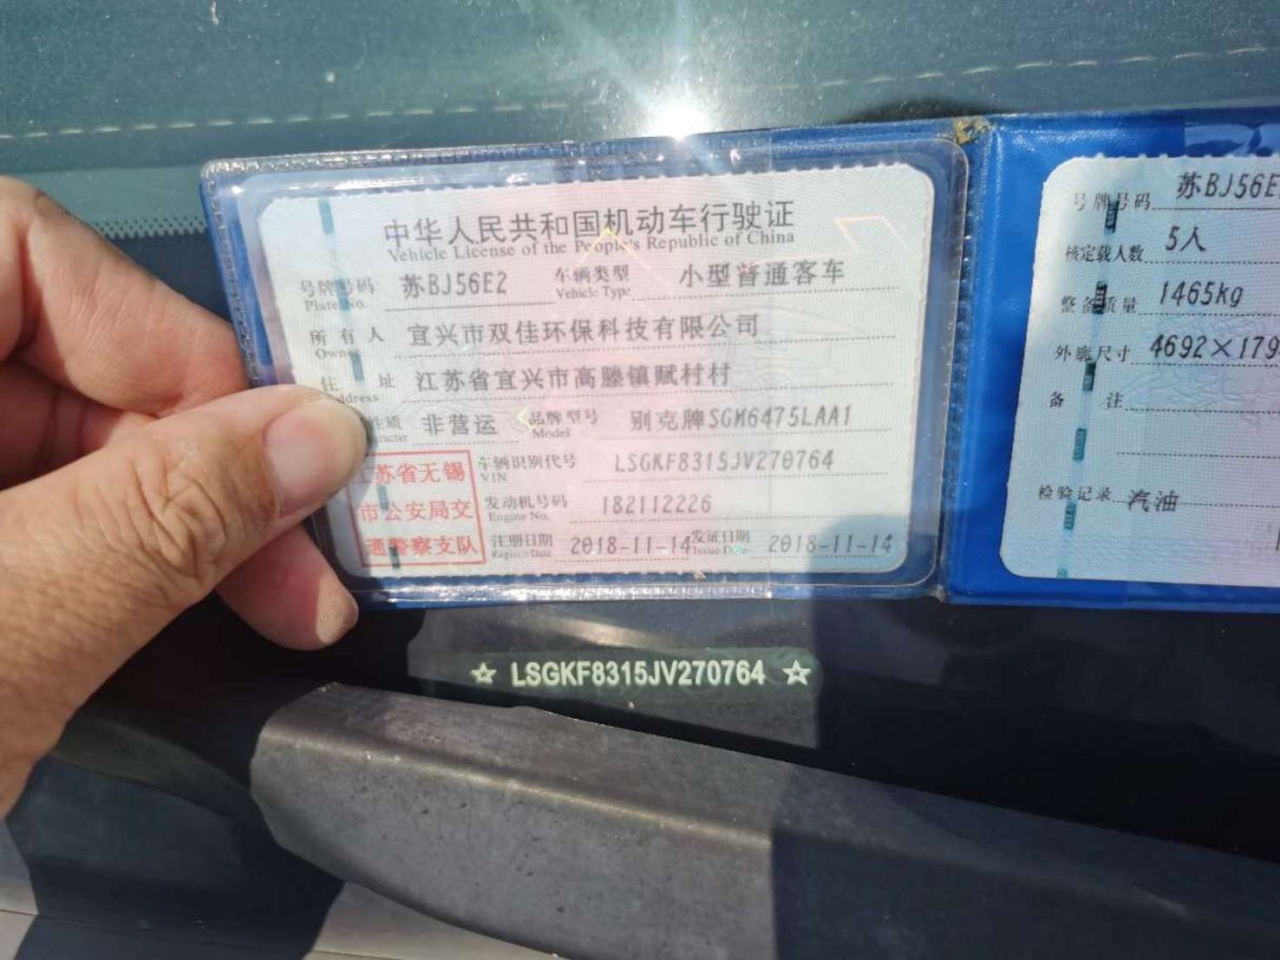 中华人民共和国机动车行驶证
Vehicle License of the People's Republic of China
号牌号码 苏BJ56E2 车辆类型 小型普通客车
Plate No. Vehicle Type
所有人 宜兴市双佳环保科技有限公司
Owner
住址 江苏省宜兴市高塍镇赋村村
Address
性质 非营运 品牌型号 别克牌SGM6475LAA1
Model
车辆识别代号 LSGKF8315JV270764
VIN
发动机号码 182112226
Engine No.
注册日期 2018-11-14 发证日期 2018-11-14
Register Date Issue Date
江苏省无锡
市公安局交
通警察支队
号牌号码 苏BJ56E
核定载人数 5人
整备质量 1465kg
外廓尺寸 4692×179
备注
检验记录 汽油
☆ LSGKF8315JV270764 ☆